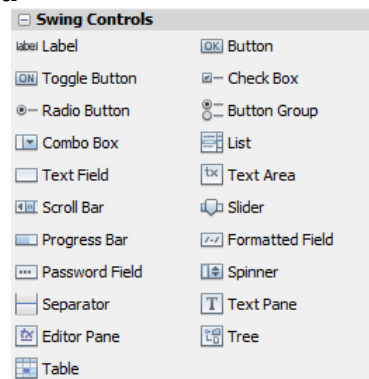 Swing Controls
label Label OK Button
ON Toggle Button Check Box
Radio Button Button Group
Combo Box List
Text Field tx Text Area
Scroll Bar Slider
Progress Bar Formatted Field
Password Field Spinner
Separator T Text Pane
tx Editor Pane Tree
Table